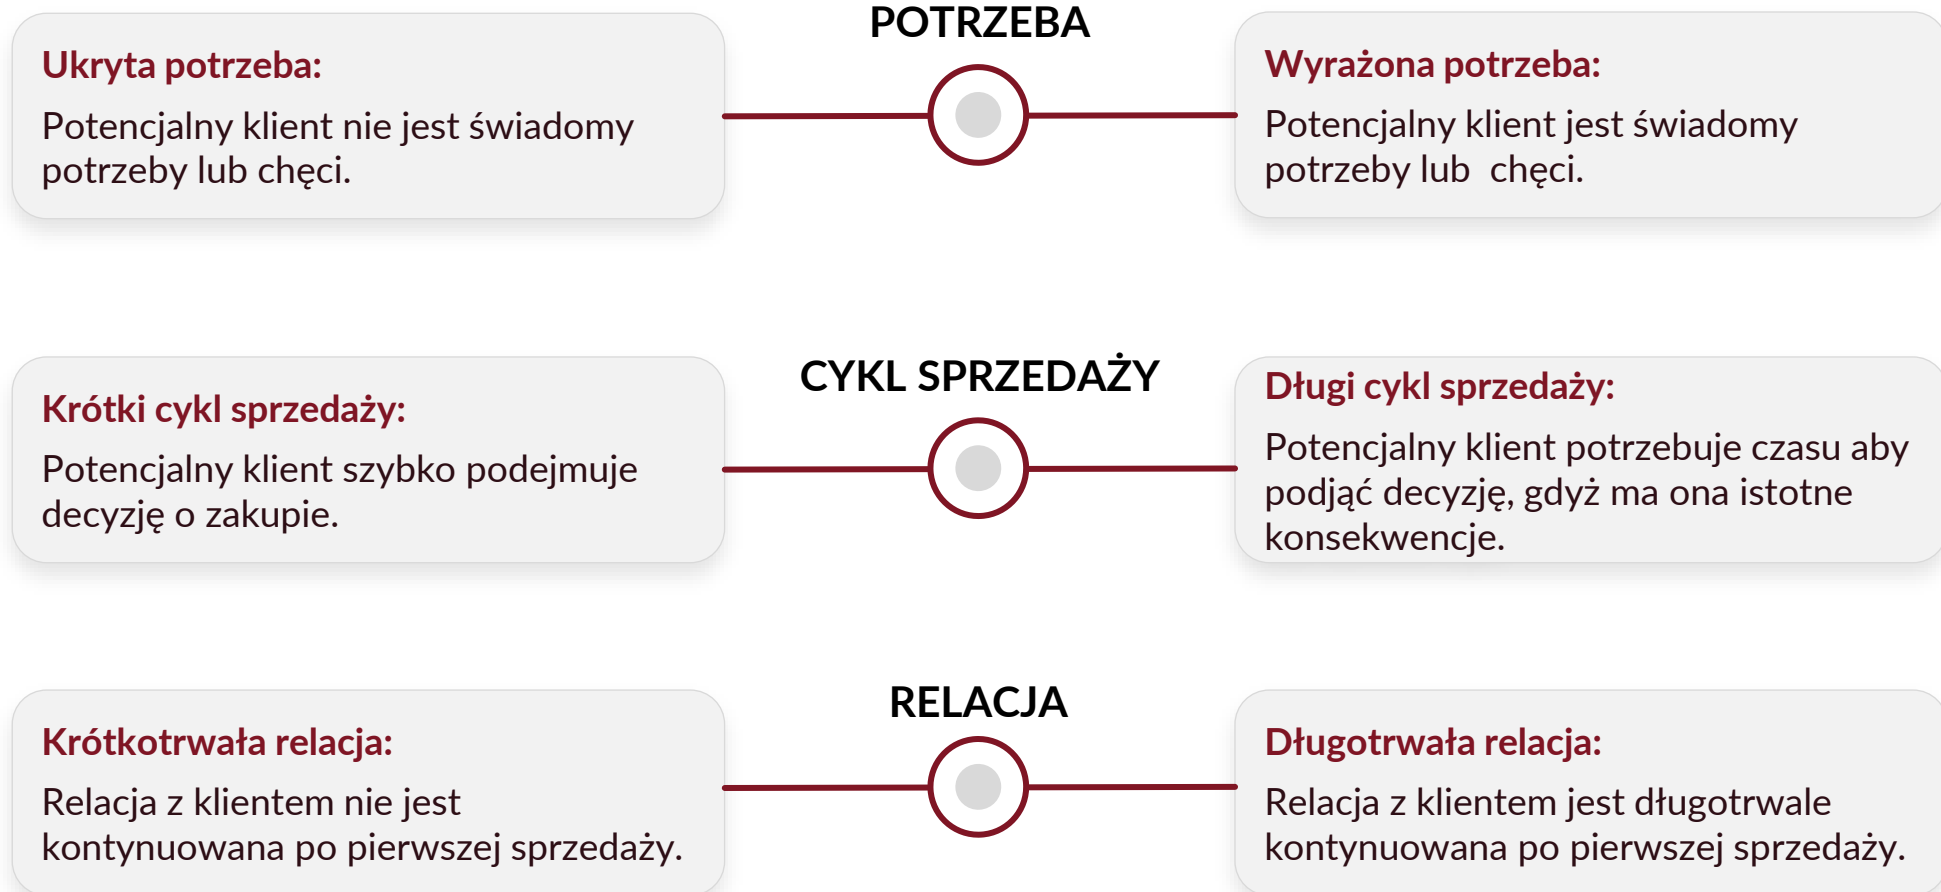 POTRZEBA
Ukryta potrzeba:
Potencjalny klient nie jest świadomy
potrzeby lub chęci.
Wyrażona potrzeba:
Potencjalny klient jest świadomy
potrzeby lub  chęci.
CYKL SPRZEDAŻY
Krótki cykl sprzedaży:
Potencjalny klient szybko podejmuje
decyzję o zakupie.
Długi cykl sprzedaży:
Potencjalny klient potrzebuje czasu aby
podjąć decyzję, gdyż ma ona istotne
konsekwencje.
RELACJA
Krótkotrwała relacja:
Relacja z klientem nie jest
kontynuowana po pierwszej sprzedaży.
Długotrwała relacja:
Relacja z klientem jest długotrwale
kontynuowana po pierwszej sprzedaży.